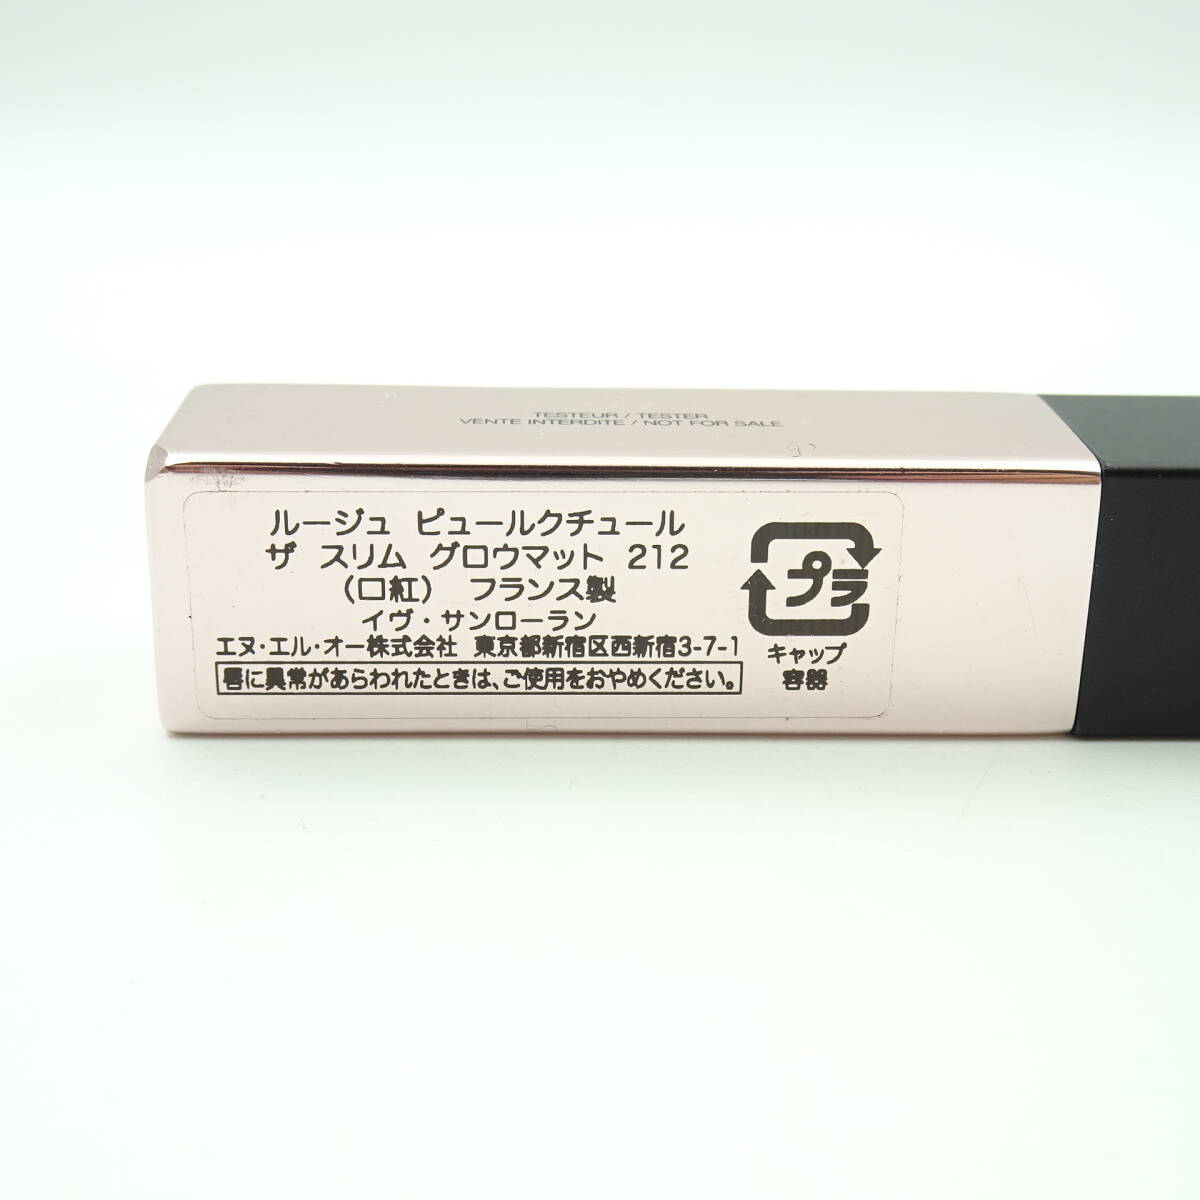 TESTEUR / TESTER
VENTE INTERDITE / NOT FOR SALE
ルージュ ピュールクチュール
ザ スリム グロウマット 212
（口紅） フランス製
イヴ・サンローラン
エヌ・エル・オー株式会社 東京都新宿区西新宿3-7-1
唇に異常があらわれたときは、ご使用をおやめください。
プラ
キャップ
容器